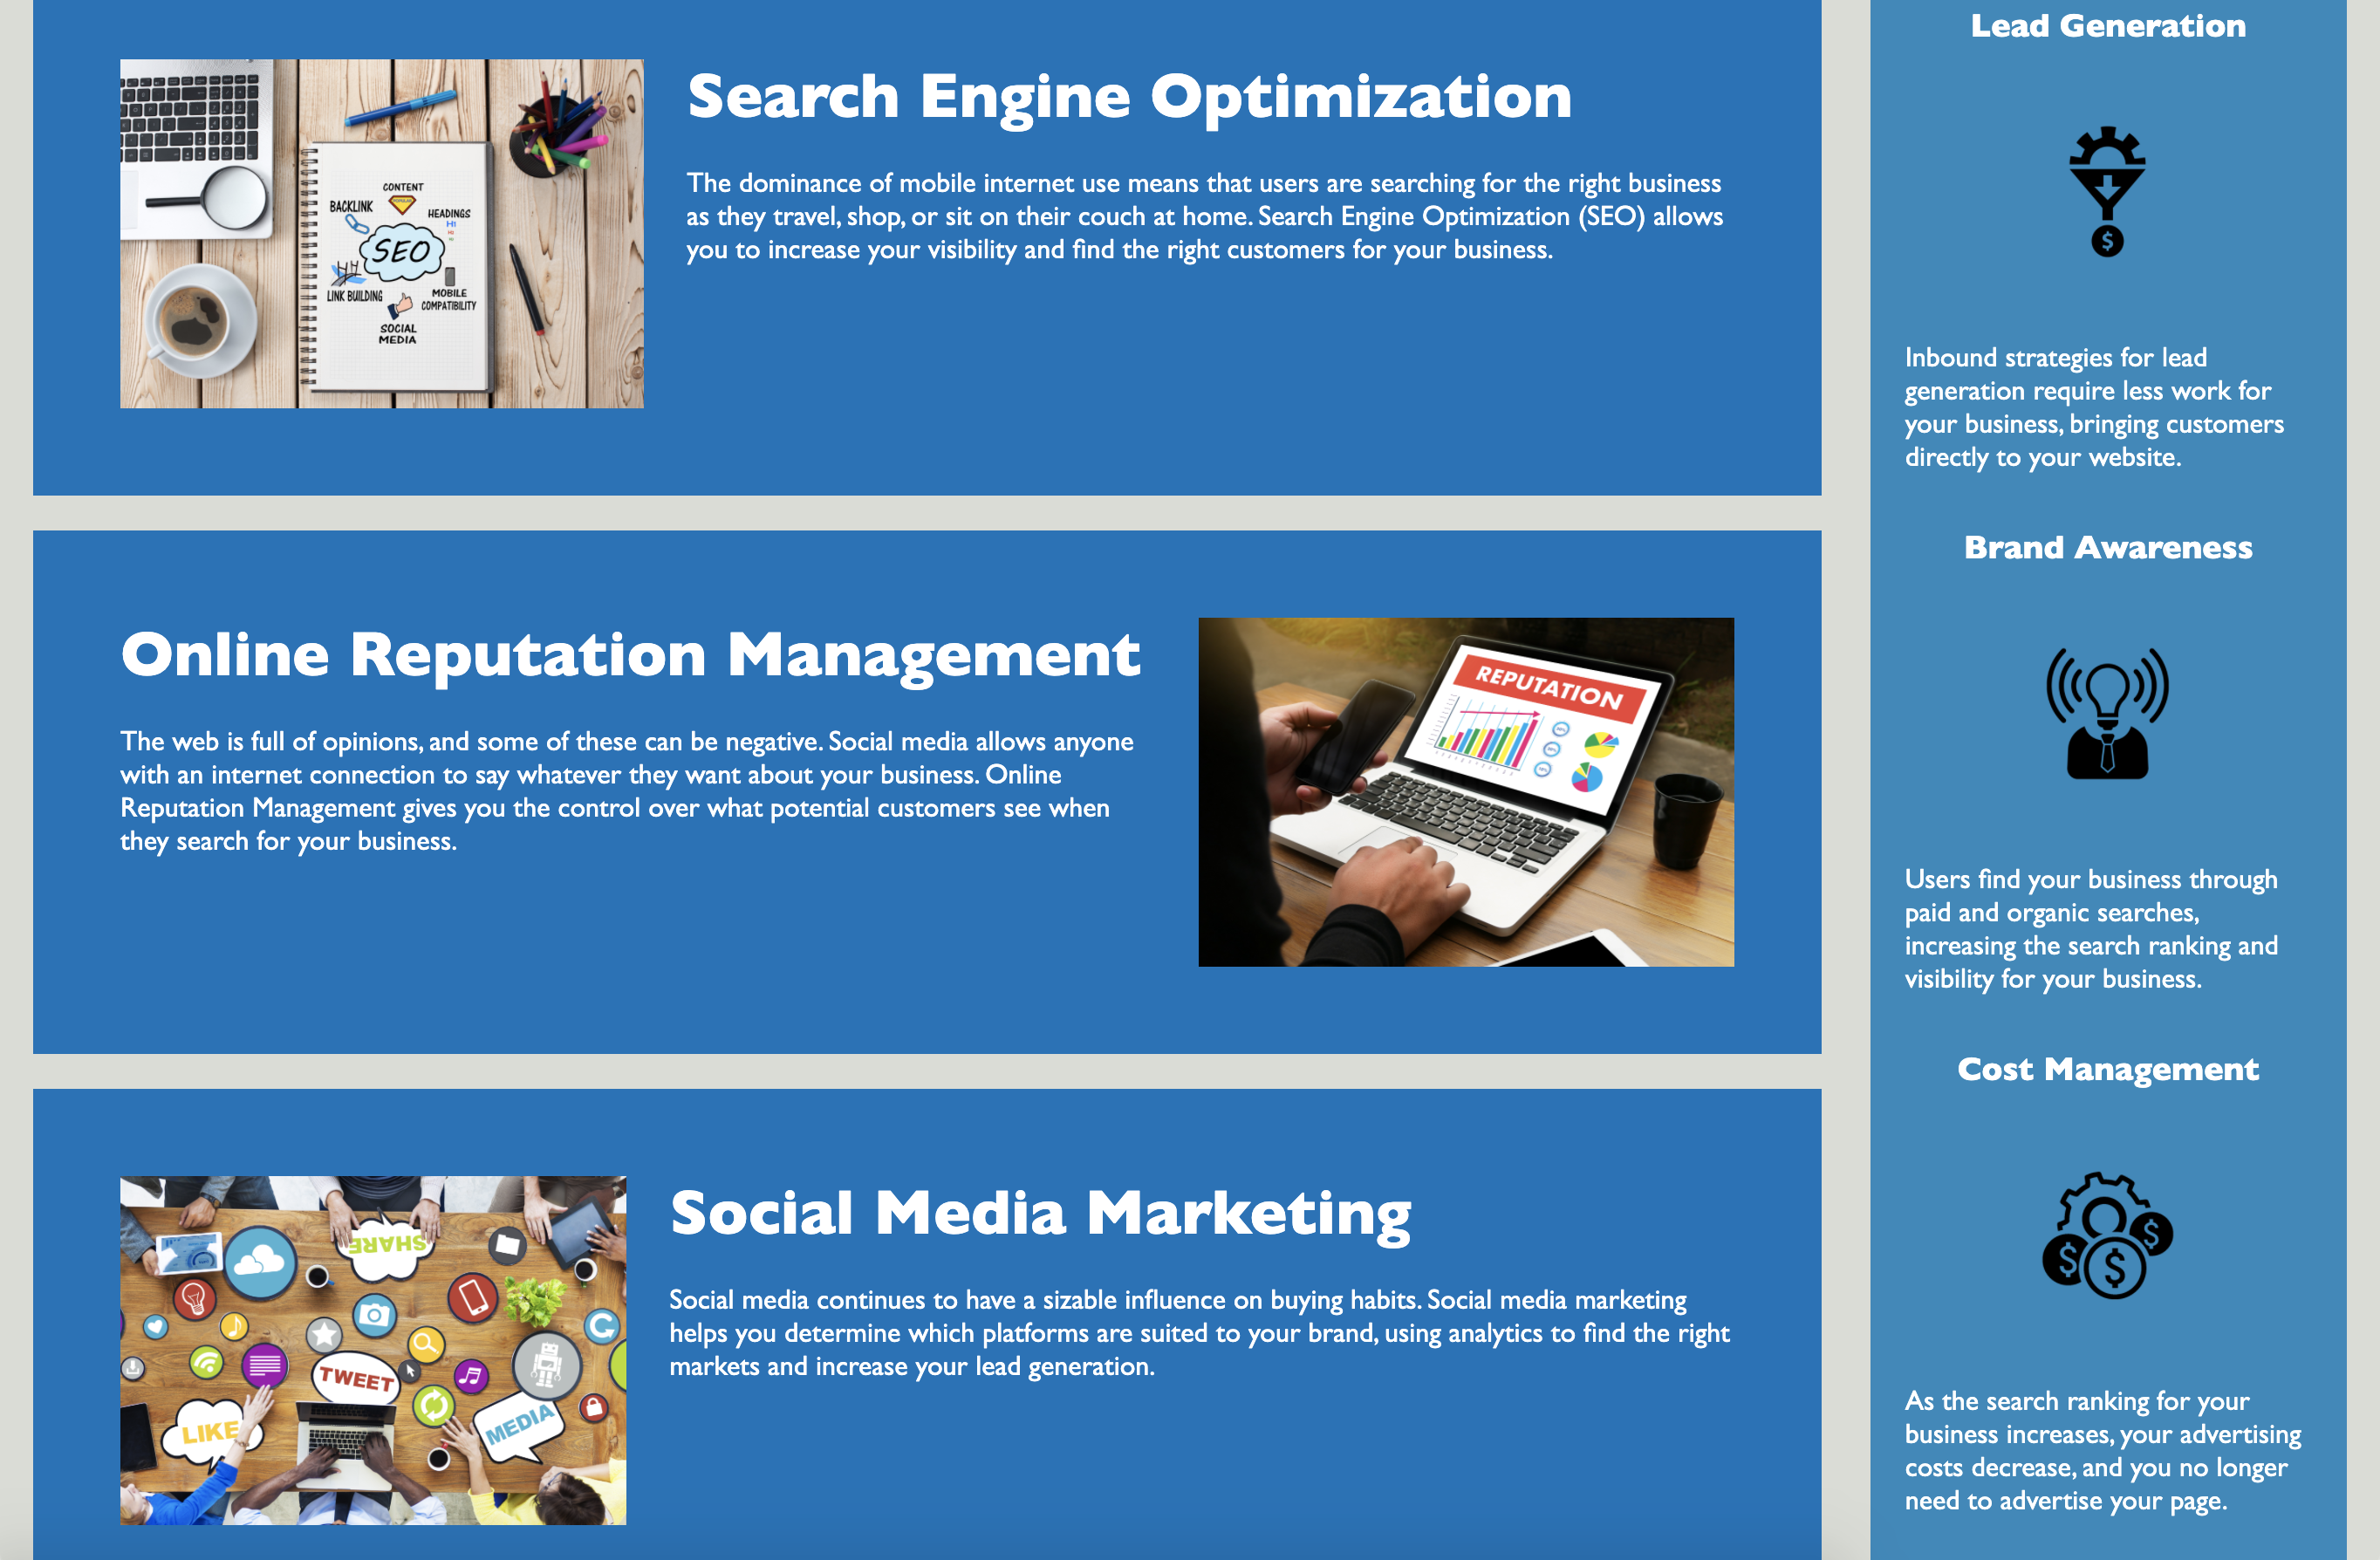 Search Engine Optimization
The dominance of mobile internet use means that users are searching for the right business
as they travel, shop, or sit on their couch at home. Search Engine Optimization (SEO) allows
you to increase your visibility and find the right customers for your business.
CONTENT
POPULAR
BACKLINK
HEADINGS
H1
H2
H3
SEO
LINK BUILDING
MOBILE
COMPATIBILITY
SOCIAL
MEDIA
Online Reputation Management
The web is full of opinions, and some of these can be negative. Social media allows anyone
with an internet connection to say whatever they want about your business. Online
Reputation Management gives you the control over what potential customers see when
they search for your business.
REPUTATION
Social Media Marketing
Social media continues to have a sizable influence on buying habits. Social media marketing
helps you determine which platforms are suited to your brand, using analytics to find the right
markets and increase your lead generation.
SHARE
TWEET
LIKE
MEDIA
Lead Generation
$
Inbound strategies for lead
generation require less work for
your business, bringing customers
directly to your website.
Brand Awareness
Users find your business through
paid and organic searches,
increasing the search ranking and
visibility for your business.
Cost Management
$ $ $
As the search ranking for your
business increases, your advertising
costs decrease, and you no longer
need to advertise your page.